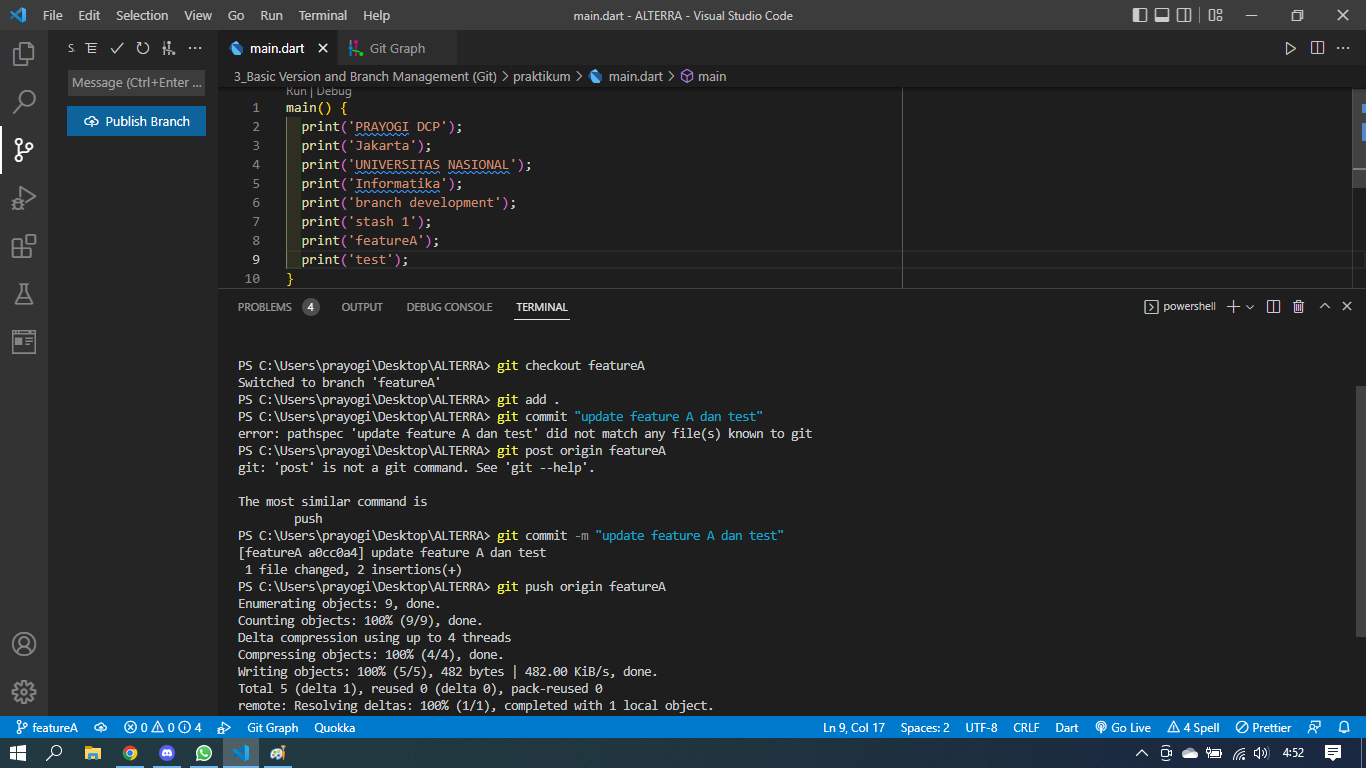 File Edit Selection View Go Run Terminal Help
main.dart - ALTERRA - Visual Studio Code
S.
Message (Ctrl+Enter ...
Publish Branch
main.dart
Git Graph
3_Basic Version and Branch Management (Git) > praktikum > main.dart > main
Run | Debug
1 main() {
2 print('PRAYOGI DCP');
3 print('Jakarta');
4 print('UNIVERSITAS NASIONAL');
5 print('Informatika');
6 print('branch development');
7 print('stash 1');
8 print('featureA');
9 print('test');
10 }
PROBLEMS 4 OUTPUT DEBUG CONSOLE TERMINAL
powershell
PS C:\Users\prayogi\Desktop\ALTERRA> git checkout featureA
Switched to branch 'featureA'
PS C:\Users\prayogi\Desktop\ALTERRA> git add .
PS C:\Users\prayogi\Desktop\ALTERRA> git commit "update feature A dan test"
error: pathspec 'update feature A dan test' did not match any file(s) known to git
PS C:\Users\prayogi\Desktop\ALTERRA> git post origin featureA
git: 'post' is not a git command. See 'git --help'.
The most similar command is
push
PS C:\Users\prayogi\Desktop\ALTERRA> git commit -m "update feature A dan test"
[featureA a0cc0a4] update feature A dan test
1 file changed, 2 insertions(+)
PS C:\Users\prayogi\Desktop\ALTERRA> git push origin featureA
Enumerating objects: 9, done.
Counting objects: 100% (9/9), done.
Delta compression using up to 4 threads
Compressing objects: 100% (4/4), done.
Writing objects: 100% (5/5), 482 bytes | 482.00 KiB/s, done.
Total 5 (delta 1), reused 0 (delta 0), pack-reused 0
remote: Resolving deltas: 100% (1/1), completed with 1 local object.
featureA 0 0 4 Git Graph Quokka
Ln 9, Col 17 Spaces: 2 UTF-8 CRLF Dart Go Live 4 Spell Prettier
4:52